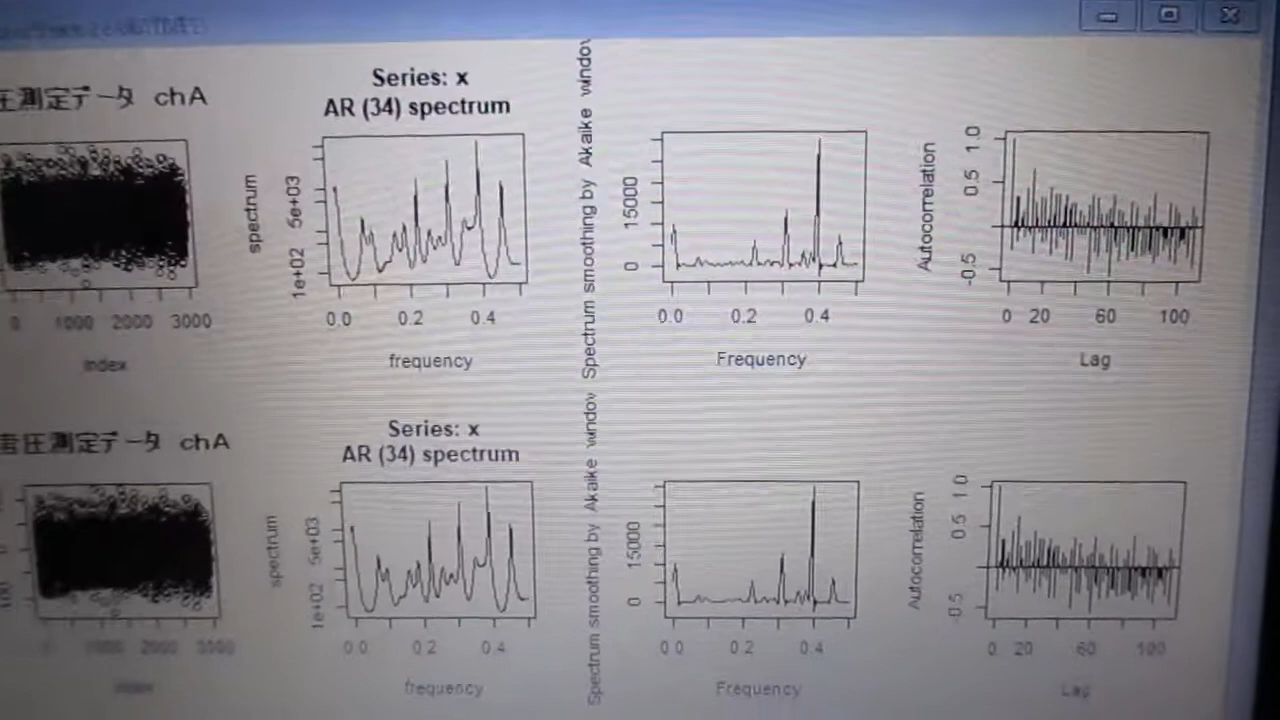 圧測定データ chA
Series: x
AR (34) spectrum
spectrum
1e+02 5e+03
0.0 0.2 0.4
frequency
Spectrum smoothing by Akaike window
0 15000
0.0 0.2 0.4
Frequency
Autocorrelation
-0.5 0.5 1.0
0 20 60 100
Lag
0 1000 2000 3000
Index
圧測定データ chA
Series: x
AR (34) spectrum
spectrum
1e+02 5e+03
0.0 0.2 0.4
frequency
Spectrum smoothing by Akaike window
0 15000
0.0 0.2 0.4
Frequency
Autocorrelation
-0.5 0.5 1.0
0 20 60 100
Lag
0 1000 2000 3000
Index